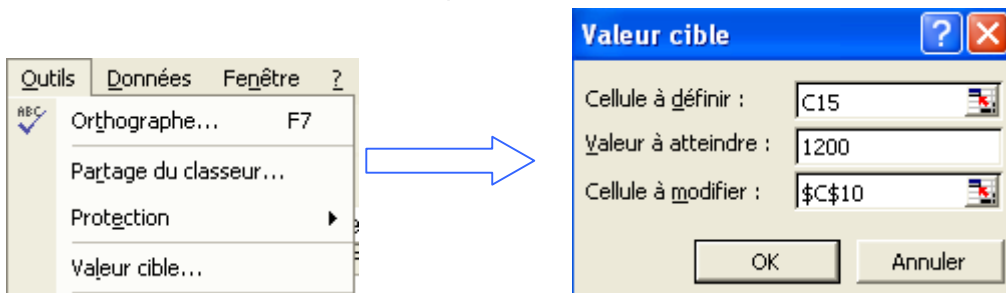 Outils Données Fenêtre ?
ABC Orthographe... F7
Partage du classeur...
Protection
Valeur cible...
Valeur cible ?
Cellule à définir : C15
Valeur à atteindre : 1200
Cellule à modifier : $C$10
OK Annuler